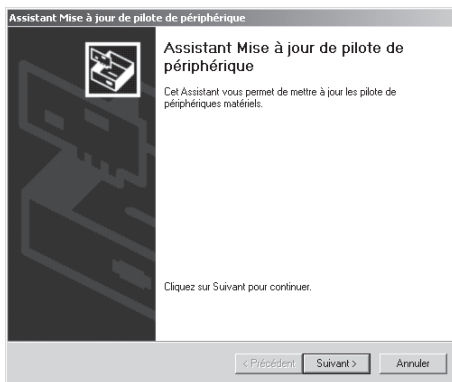 Assistant Mise à jour de pilote de périphérique
Assistant Mise à jour de pilote de
périphérique
Cet Assistant vous permet de mettre à jour les pilote de
périphériques matériels.
Cliquez sur Suivant pour continuer.
< Précédent
Suivant >
Annuler